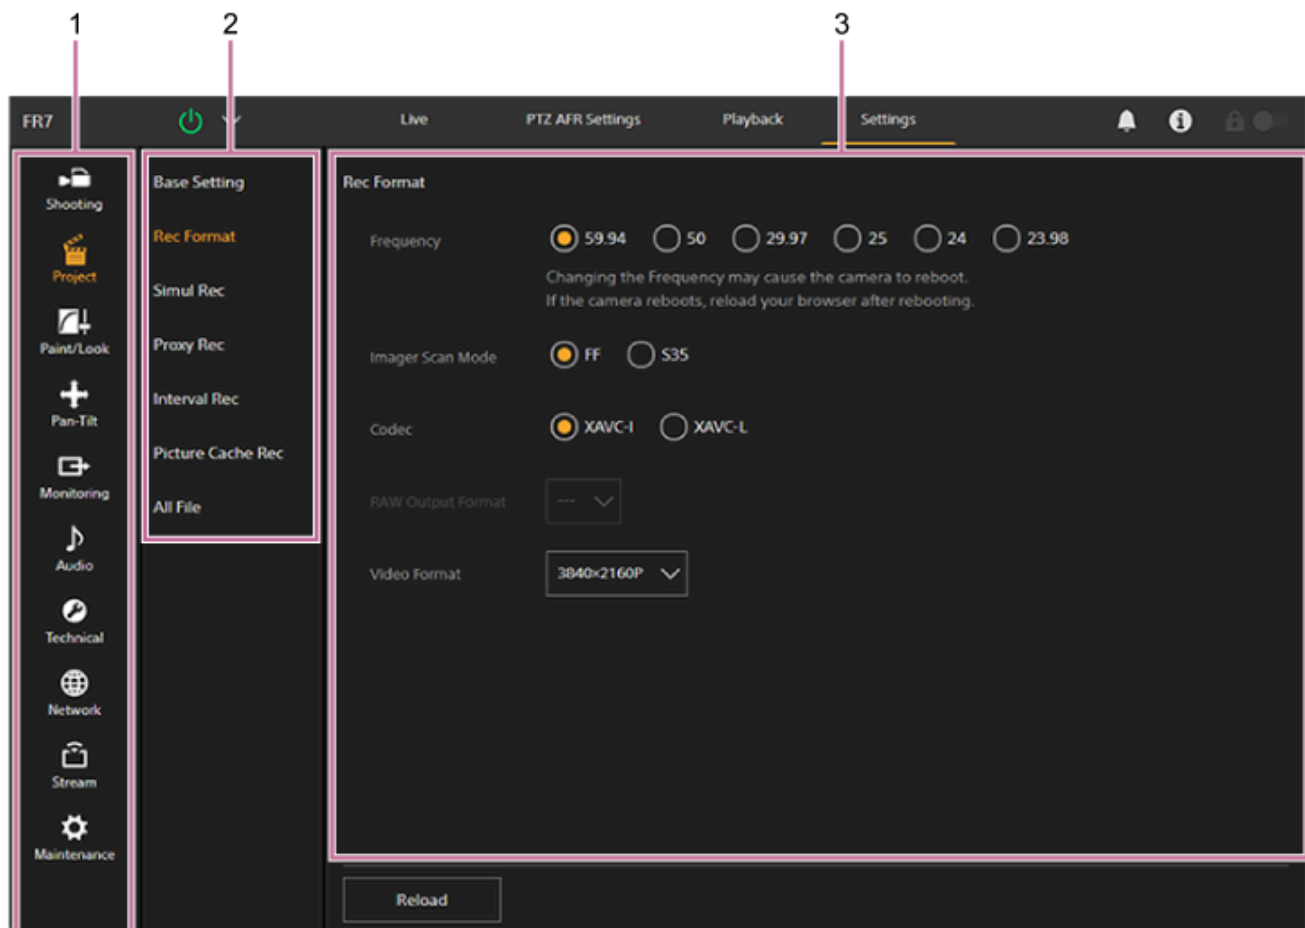 1 2 3
FR7
Live PTZ AFR Settings Playback Settings
Shooting
Project
Paint/Look
Pan-Tilt
Monitoring
Audio
Technical
Network
Stream
Maintenance
Base Setting
Rec Format
Simul Rec
Proxy Rec
Interval Rec
Picture Cache Rec
All File
Rec Format
Frequency 59.94 50 29.97 25 24 23.98
Changing the Frequency may cause the camera to reboot.
If the camera reboots, reload your browser after rebooting.
Imager Scan Mode FF S35
Codec XAVC-I XAVC-L
RAW Output Format ---
Video Format 3840×2160P
Reload